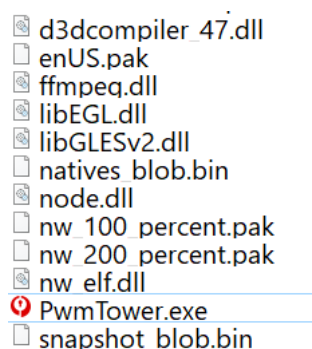 d3dcompiler_47.dll
enUS.pak
ffmpeg.dll
libEGL.dll
libGLESv2.dll
natives_blob.bin
node.dll
nw_100_percent.pak
nw_200_percent.pak
nw_elf.dll
PwmTower.exe
snapshot_blob.bin